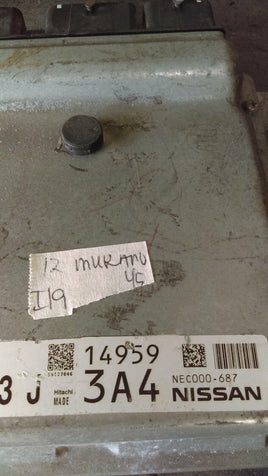 12 MURANO
I19
14959
NEC000-687
3 J
Hitachi
MADE
3A4
NISSAN